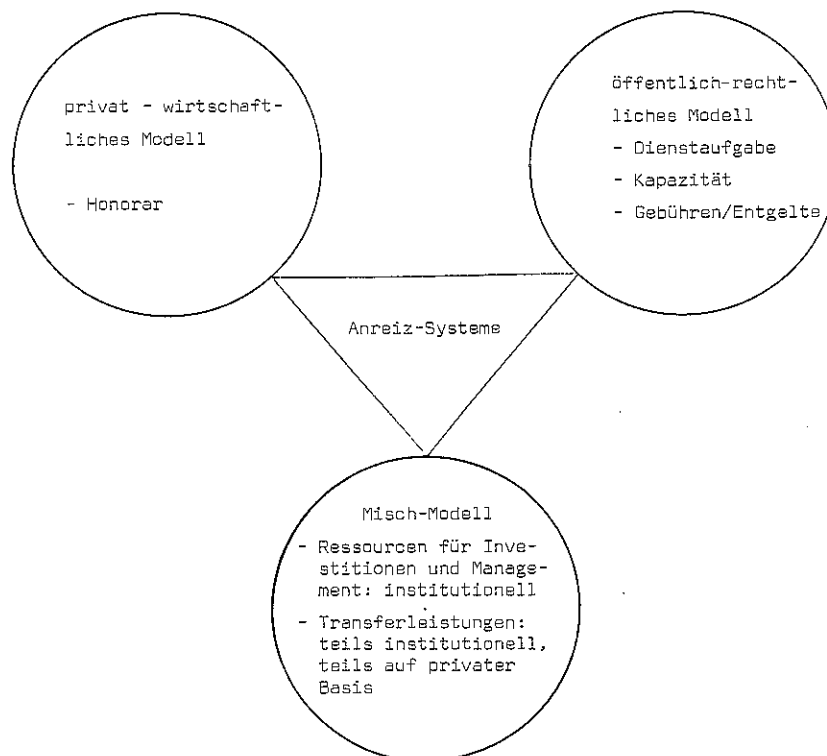 privat - wirtschaft-
liches Modell
- Honorar
öffentlich-recht-
liches Modell
- Dienstaufgabe
- Kapazität
- Gebühren/Entgelte
Anreiz-Systeme
Misch-Modell
- Ressourcen für Inve-
stitionen und Manage-
ment: institutionell
- Transferleistungen:
teils institutionell,
teils auf privater
Basis